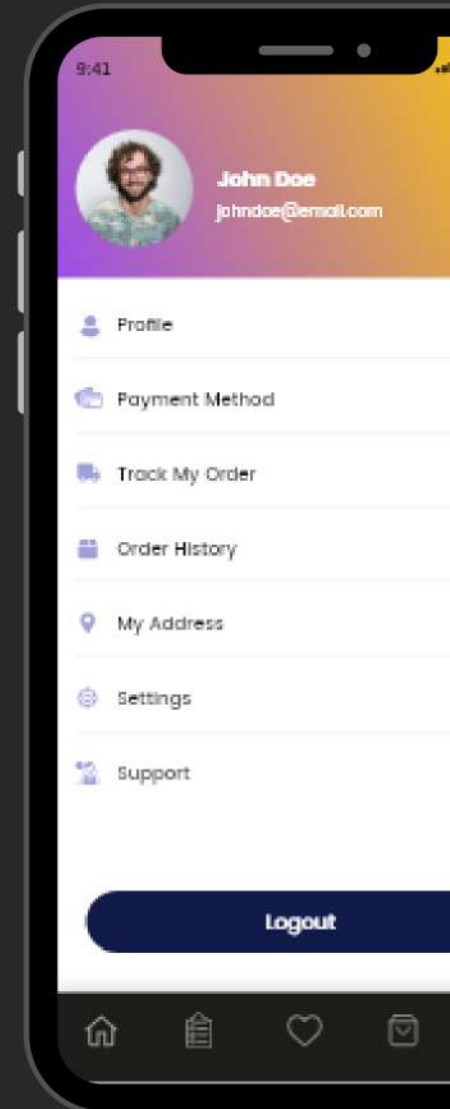 9:41
John Doe
johndoe@email.com
Profile
Payment Method
Track My Order
Order History
My Address
Settings
Support
Logout